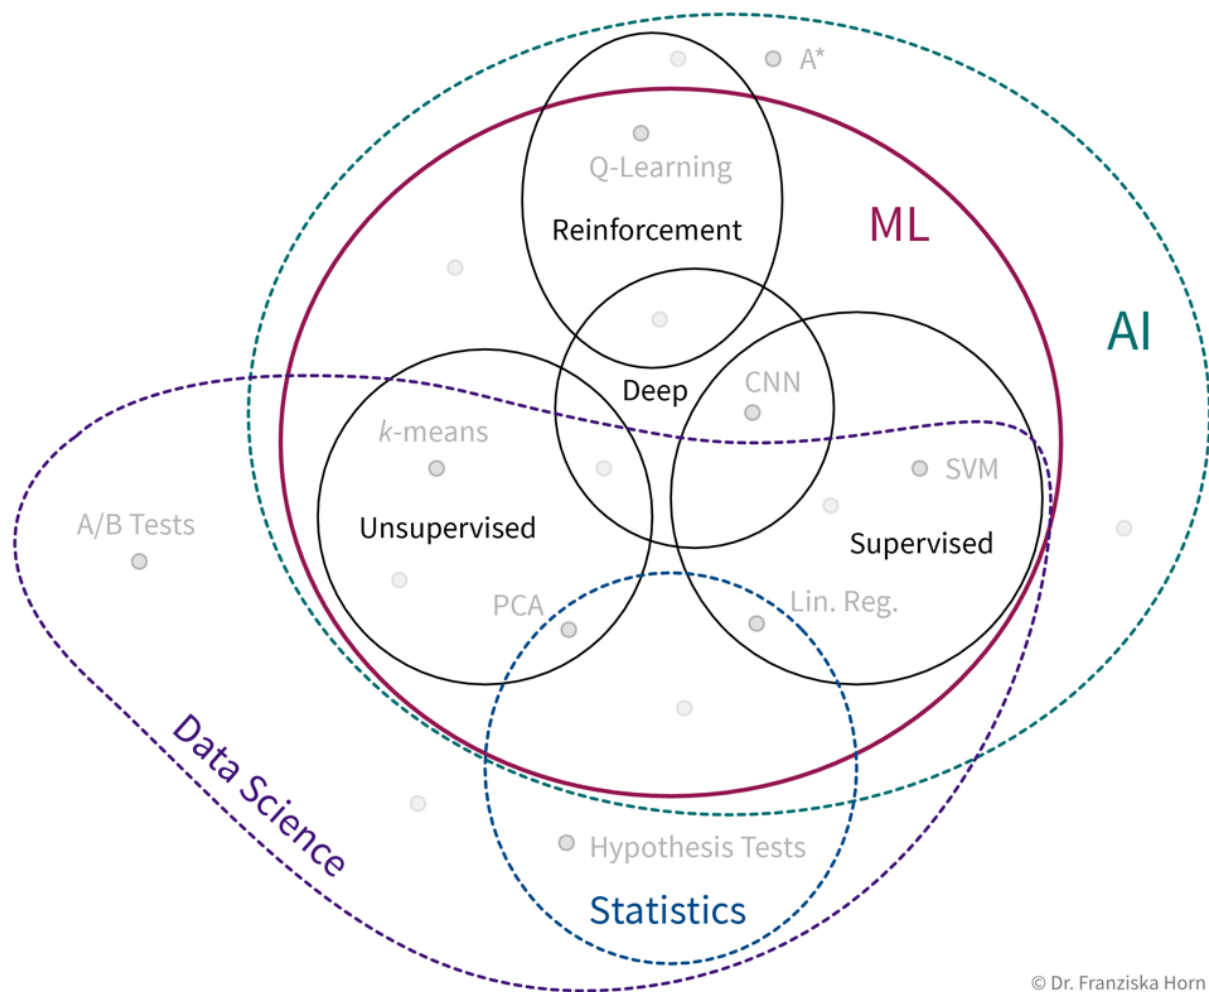 A*
Q-Learning
Reinforcement
ML
AI
Deep
CNN
k-means
SVM
A/B Tests
Unsupervised
Supervised
PCA
Lin. Reg.
Data Science
Hypothesis Tests
Statistics
© Dr. Franziska Horn